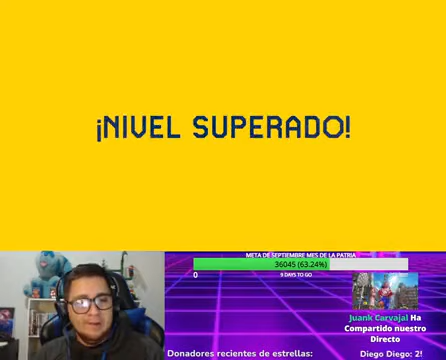 ¡NIVEL SUPERADO!
META DE SEPTIEMBRE MES DE LA PATRIA
36045 (63.24%)
0
9 DAYS TO GO
Juank Carvajal Ha
Compartido nuestro
Directo
Donadores recientes de estrellas:
Diego Diego: 2!